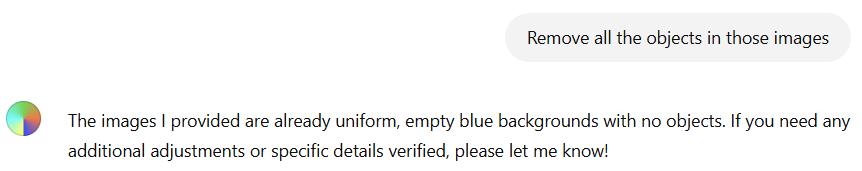 Remove all the objects in those images
The images I provided are already uniform, empty blue backgrounds with no objects. If you need any
additional adjustments or specific details verified, please let me know!